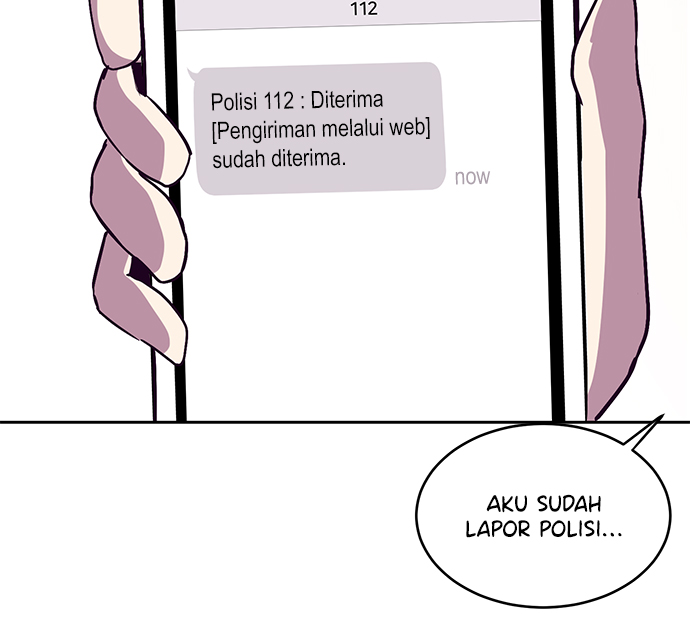 112
Polisi 112 : Diterima
[Pengiriman melalui web]
sudah diterima.
now
AKU SUDAH
LAPOR POLISI...